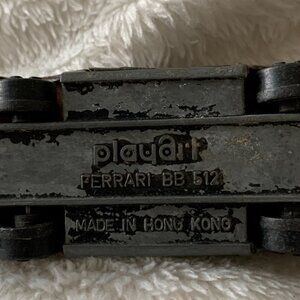 playart
FERRARI BB 512
MADE IN HONG KONG